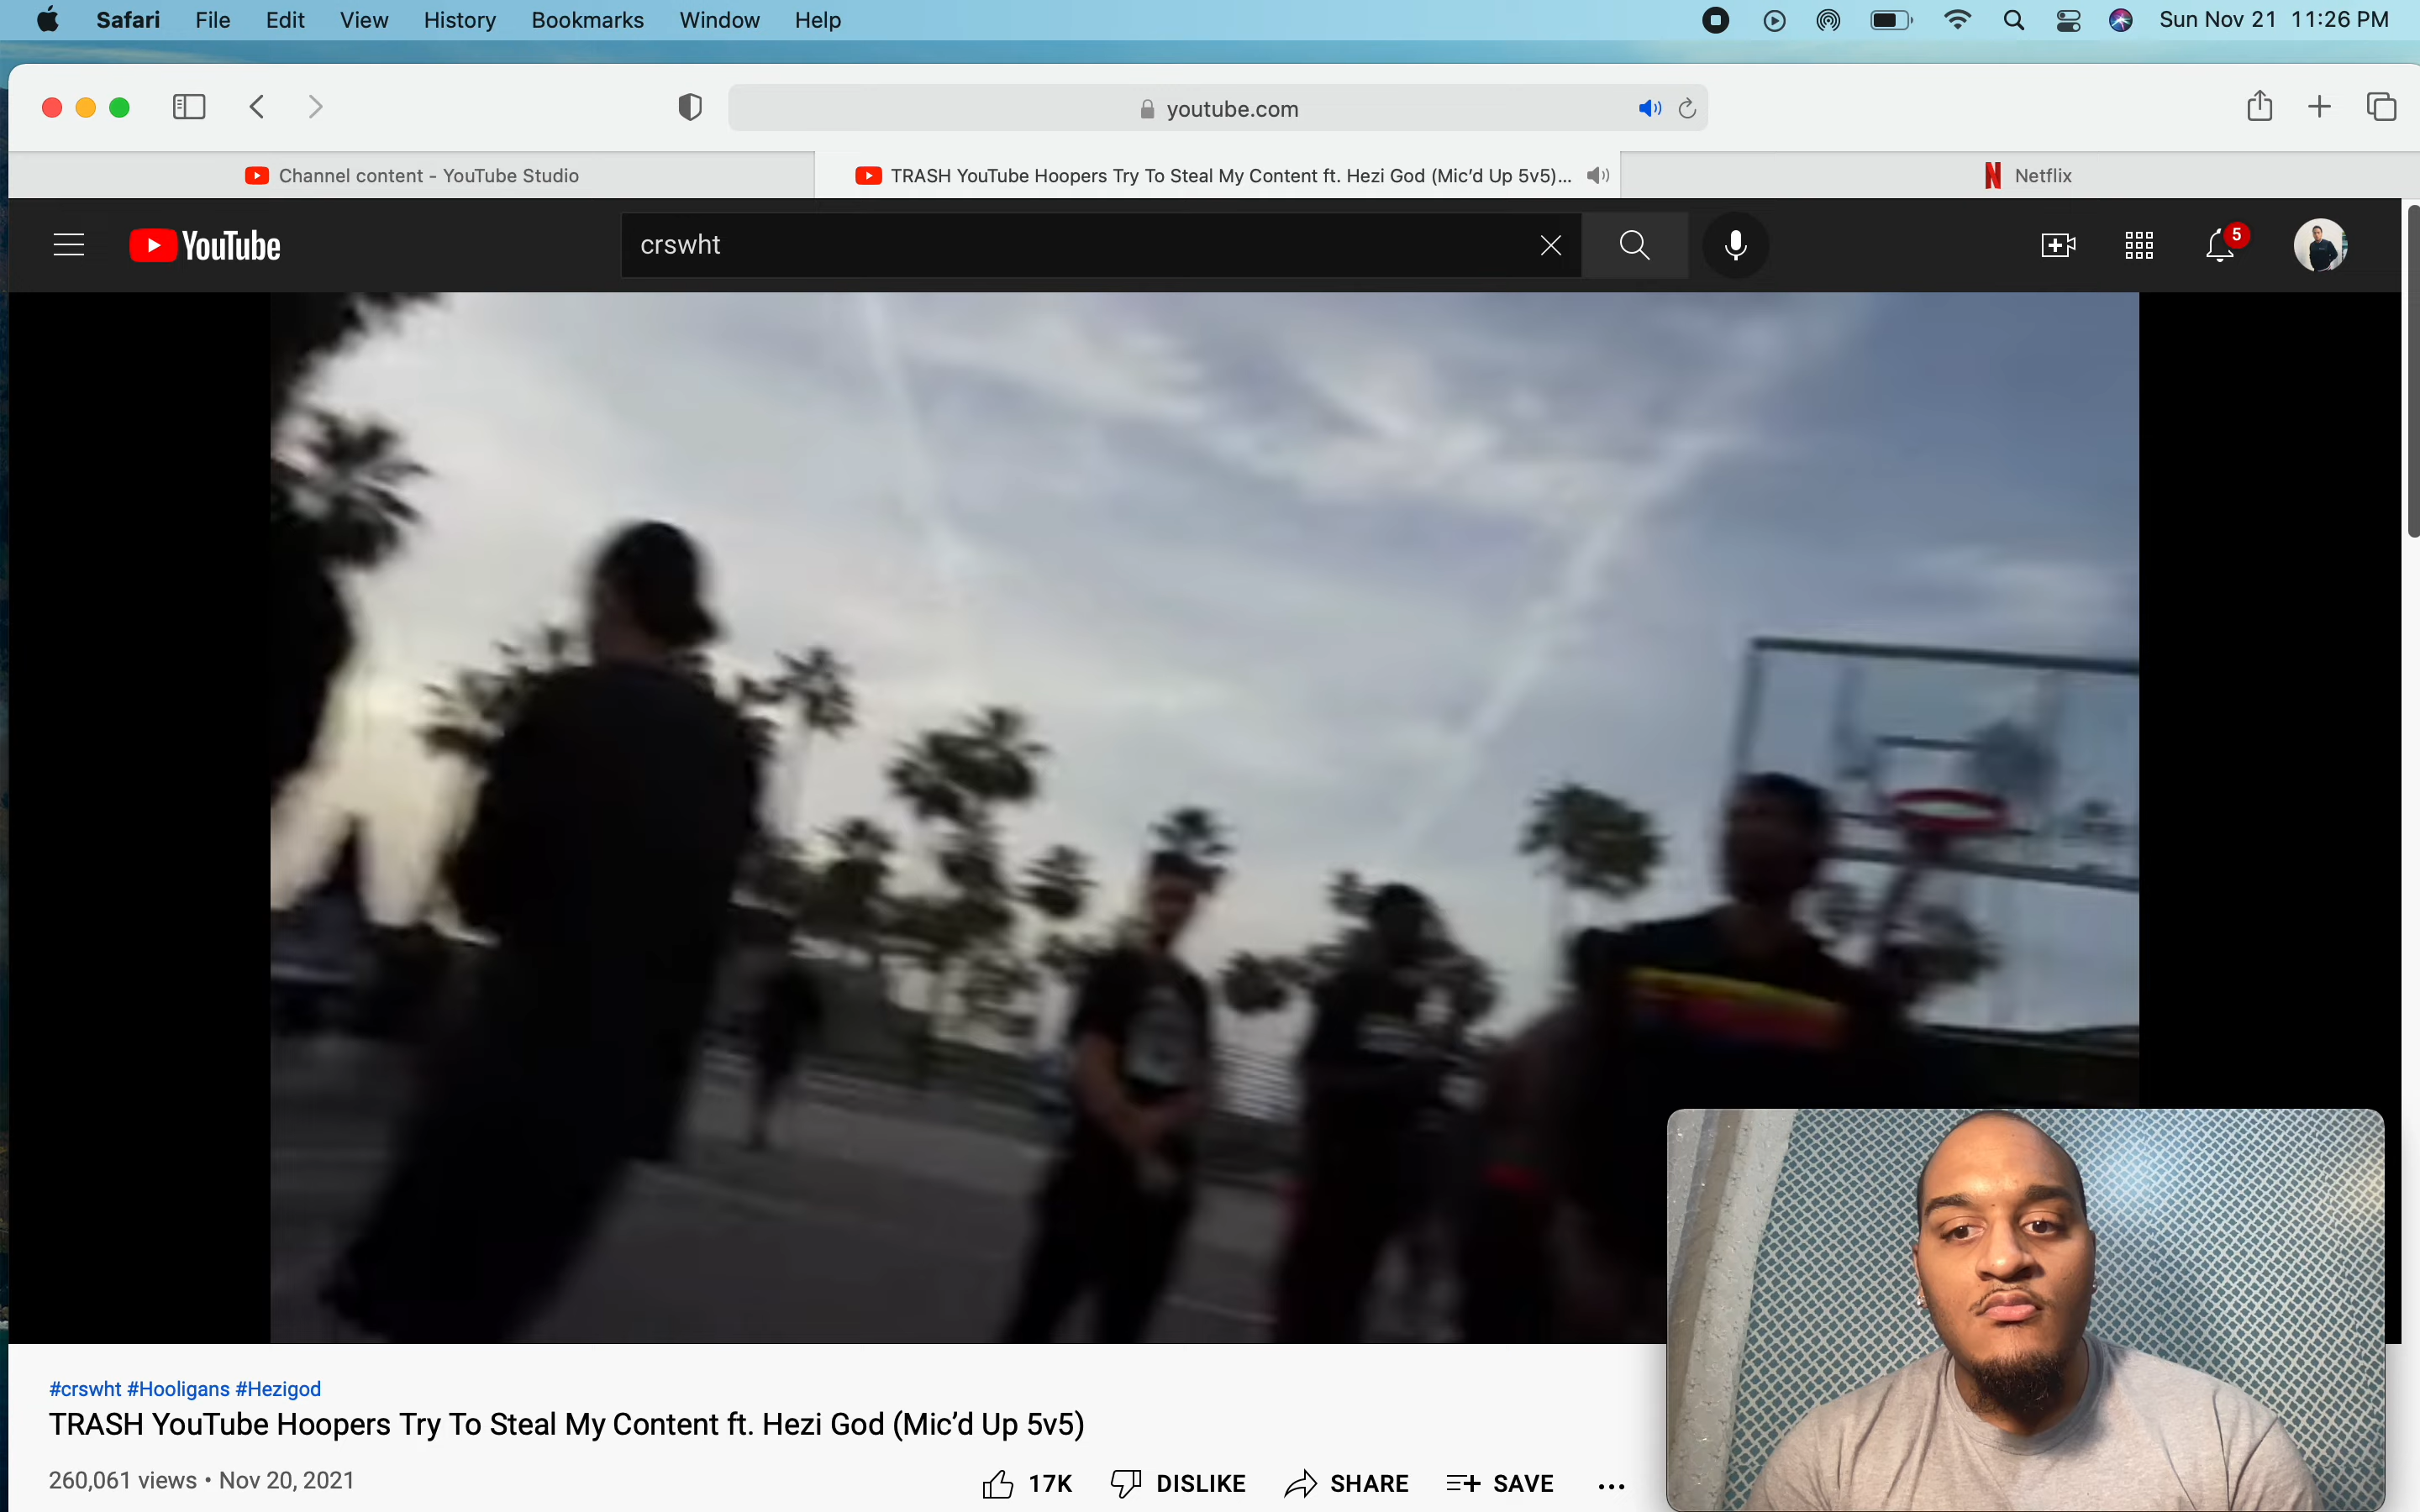 Safari File Edit View History Bookmarks Window Help Sun Nov 21 11:26 PM
youtube.com
Channel content - YouTube Studio TRASH YouTube Hoopers Try To Steal My Content ft. Hezi God (Mic’d Up 5v5)... Netflix
YouTube crswht 5
#crswht #Hooligans #Hezigod
TRASH YouTube Hoopers Try To Steal My Content ft. Hezi God (Mic’d Up 5v5)
260,061 views • Nov 20, 2021 17K DISLIKE SHARE SAVE ...